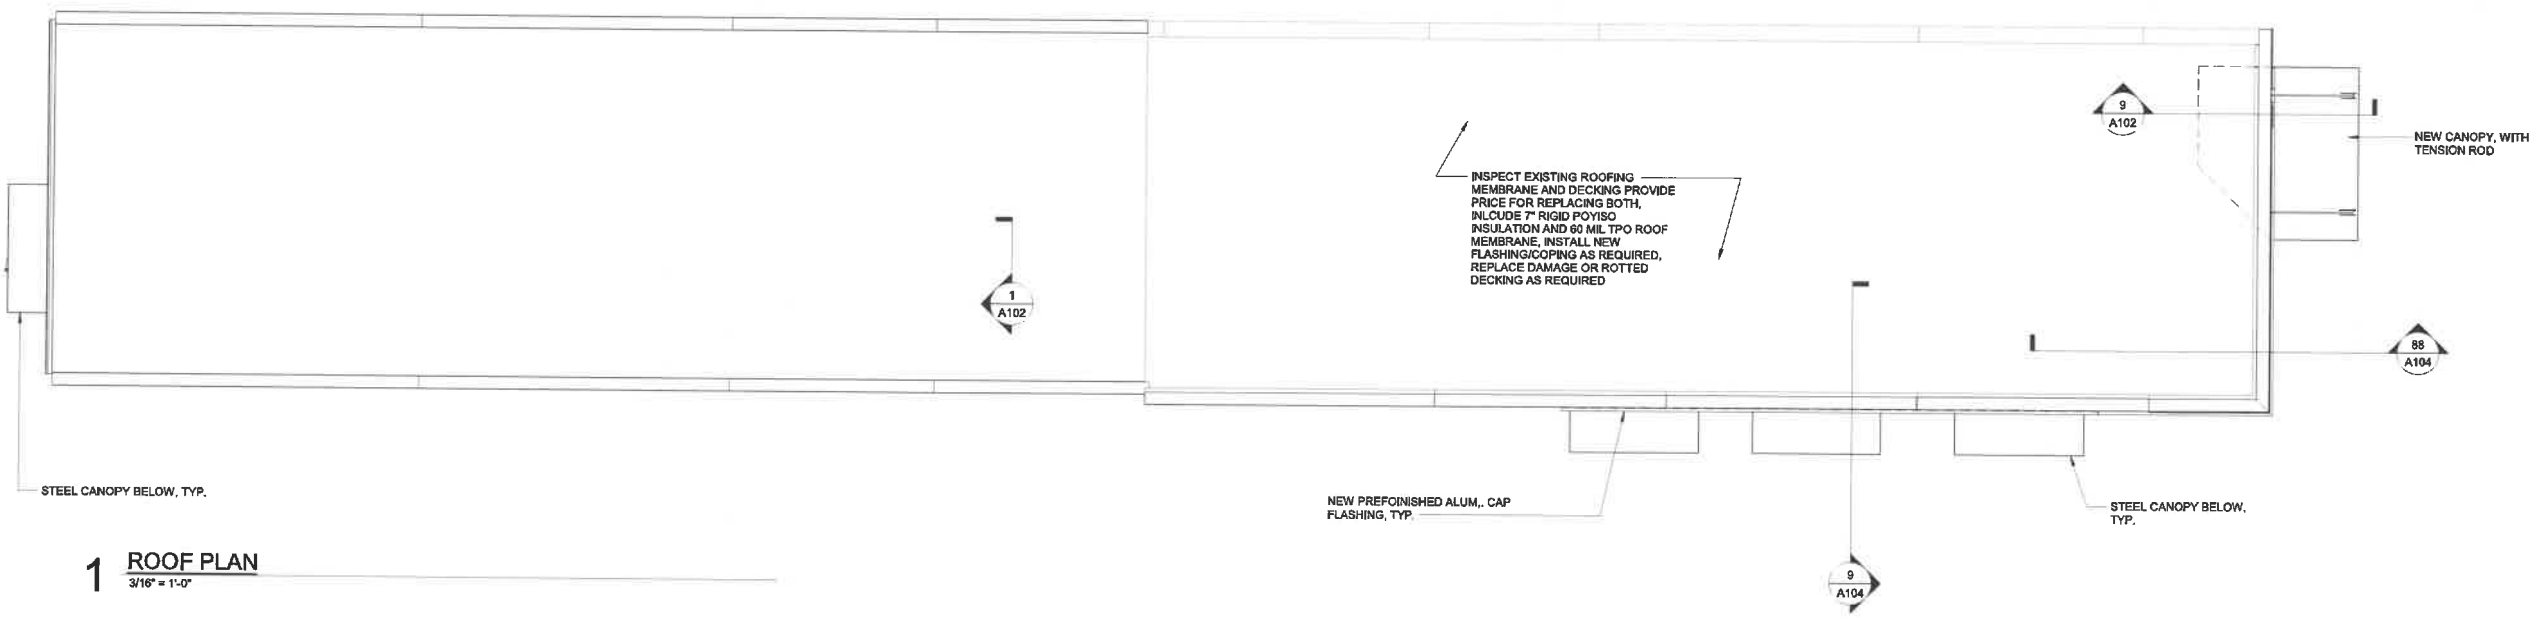 9
A102
NEW CANOPY, WITH
TENSION ROD
INSPECT EXISTING ROOFING
MEMBRANE AND DECKING PROVIDE
PRICE FOR REPLACING BOTH,
INLCUDE 7" RIGID POYISO
INSULATION AND 60 MIL TPO ROOF
MEMBRANE, INSTALL NEW
FLASHING/COPING AS REQUIRED,
REPLACE DAMAGE OR ROTTED
DECKING AS REQUIRED
1
A102
88
A104
STEEL CANOPY BELOW, TYP.
NEW PREFOINISHED ALUM,. CAP
FLASHING, TYP.
STEEL CANOPY BELOW,
TYP.
9
A104
1 ROOF PLAN
3/16" = 1'-0"